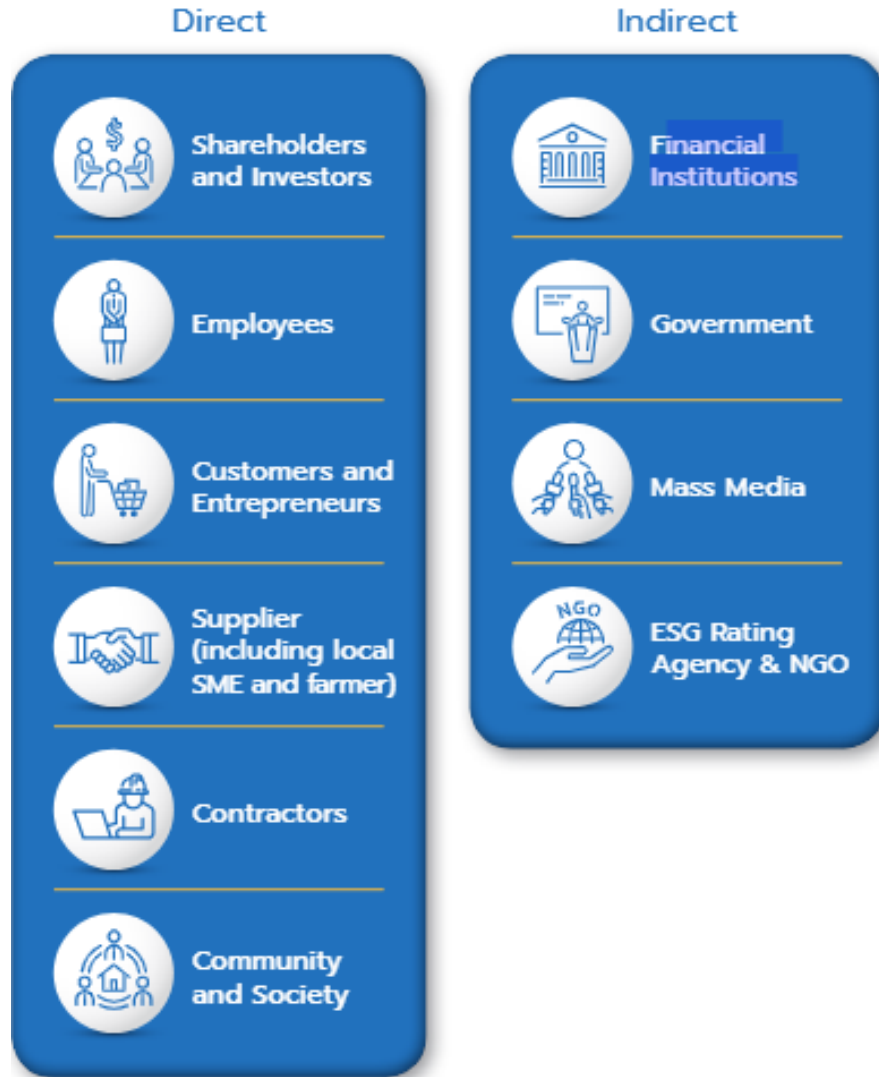 Direct
Shareholders
and Investors
Employees
Customers and
Entrepreneurs
Supplier
(including local
SME and farmer)
Contractors
Community
and Society
Indirect
Financial
Institutions
Government
Mass Media
NGO
ESG Rating
Agency & NGO